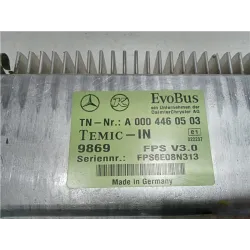 EvoBus
ein Unternehmen der
DaimlerChrysler AG
TN-Nr.: A 000 446 05 03
TEMIC-IN
e1
9869 FPS V3.0
Seriennr.: FPS6E08N313
Made in Germany